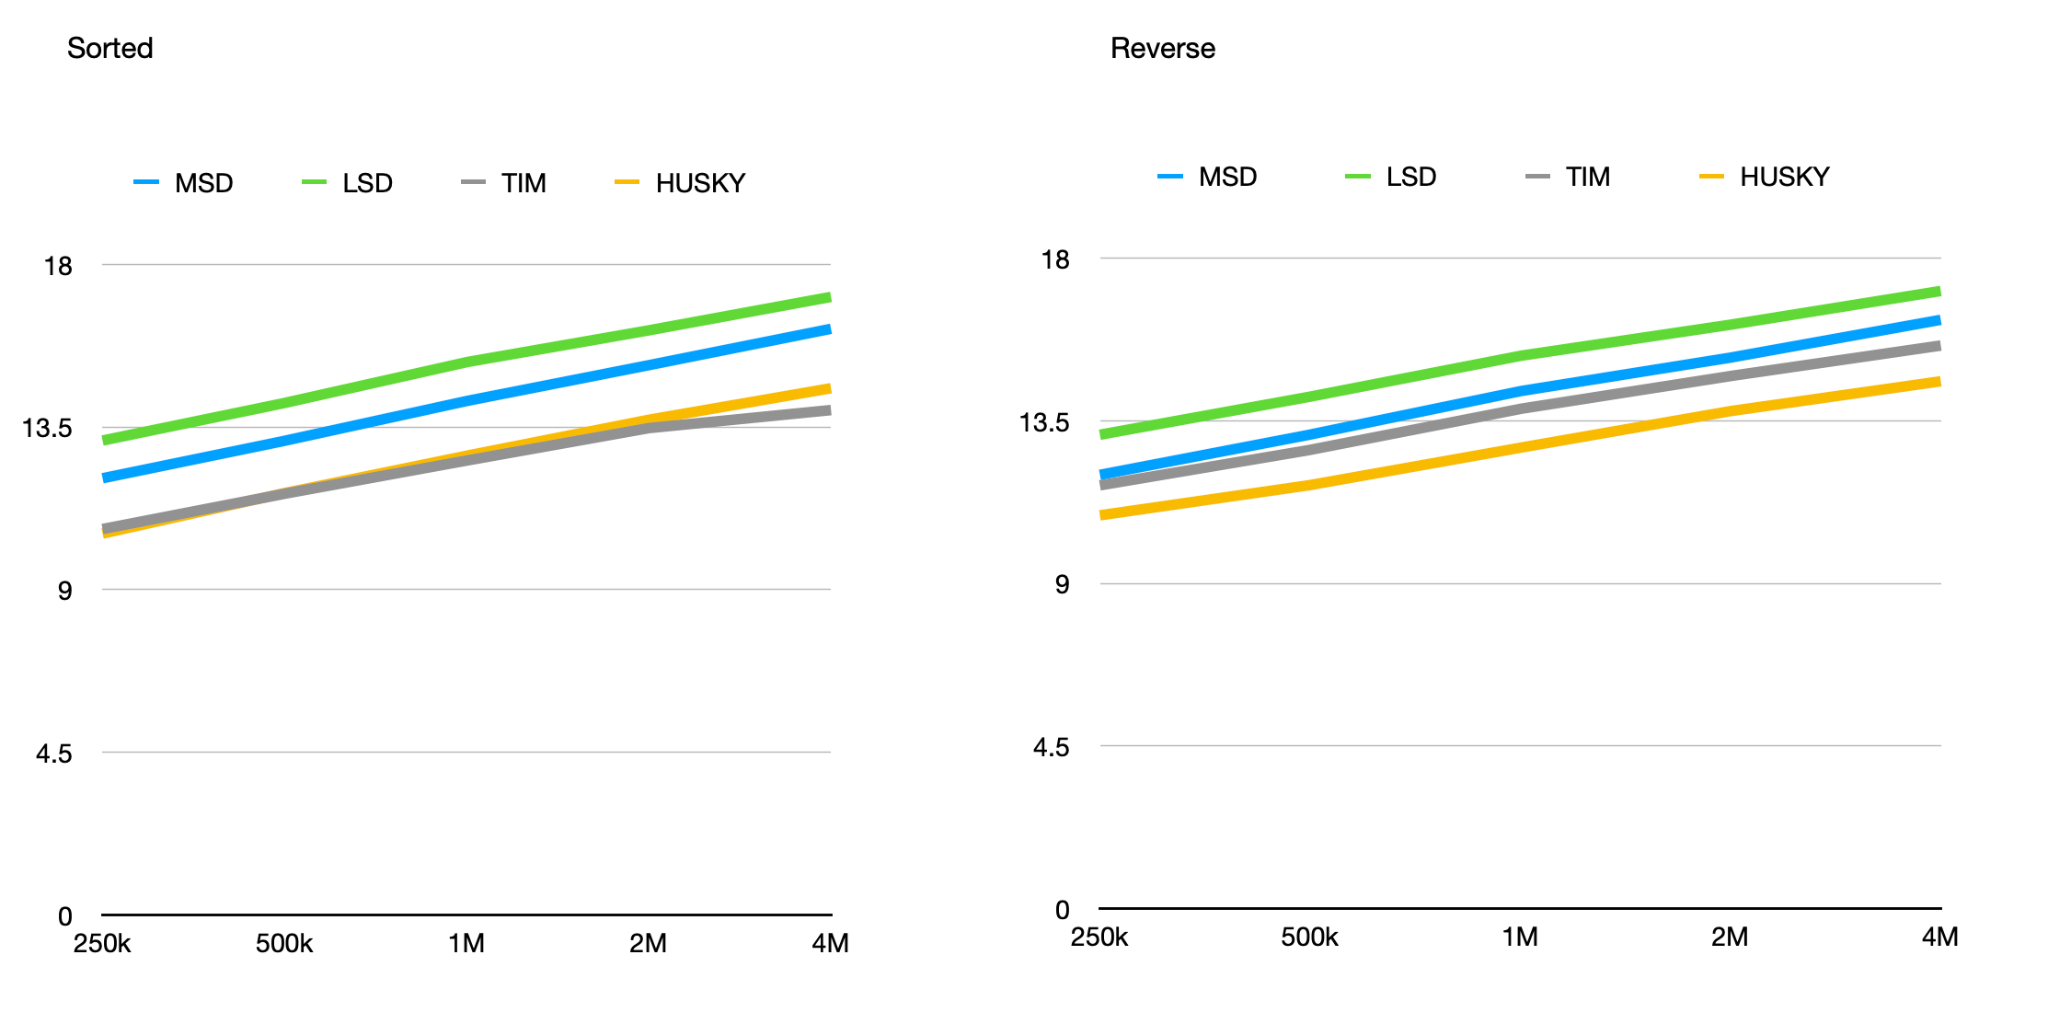 Sorted
MSD LSD TIM HUSKY
18
13.5
9
4.5
0
250k 500k 1M 2M 4M
Reverse
MSD LSD TIM HUSKY
18
13.5
9
4.5
0
250k 500k 1M 2M 4M